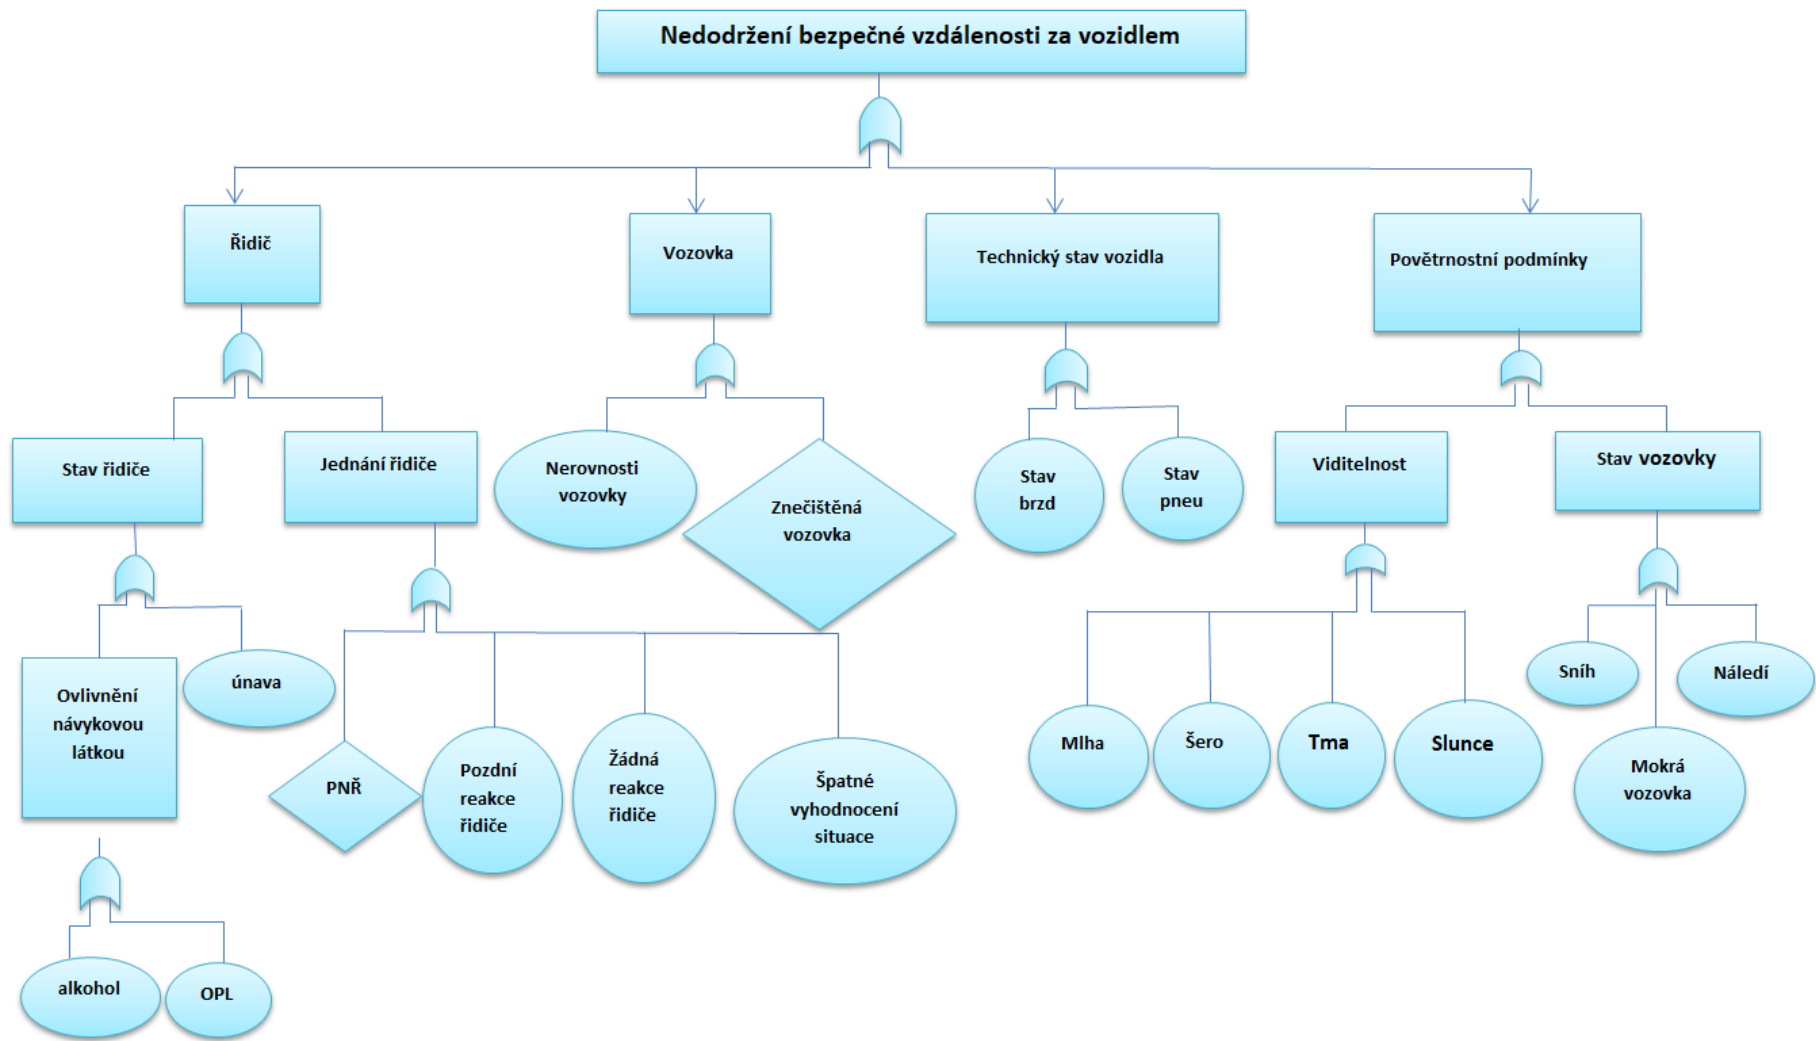 Nedodržení bezpečné vzdálenosti za vozidlem
Řidič
Vozovka
Technický stav vozidla
Povětrnostní podmínky
Stav řidiče
Jednání řidiče
Nerovnosti
vozovky
Znečištěná
vozovka
Stav
brzd
Stav
pneu
Viditelnost
Stav vozovky
Ovlivnění
návykovou
látkou
únava
PNŘ
Pozdní
reakce
řidiče
Žádná
reakce
řidiče
Špatné
vyhodnocení
situace
Mlha
Šero
Tma
Slunce
Sníh
Náledí
Mokrá
vozovka
alkohol
OPL